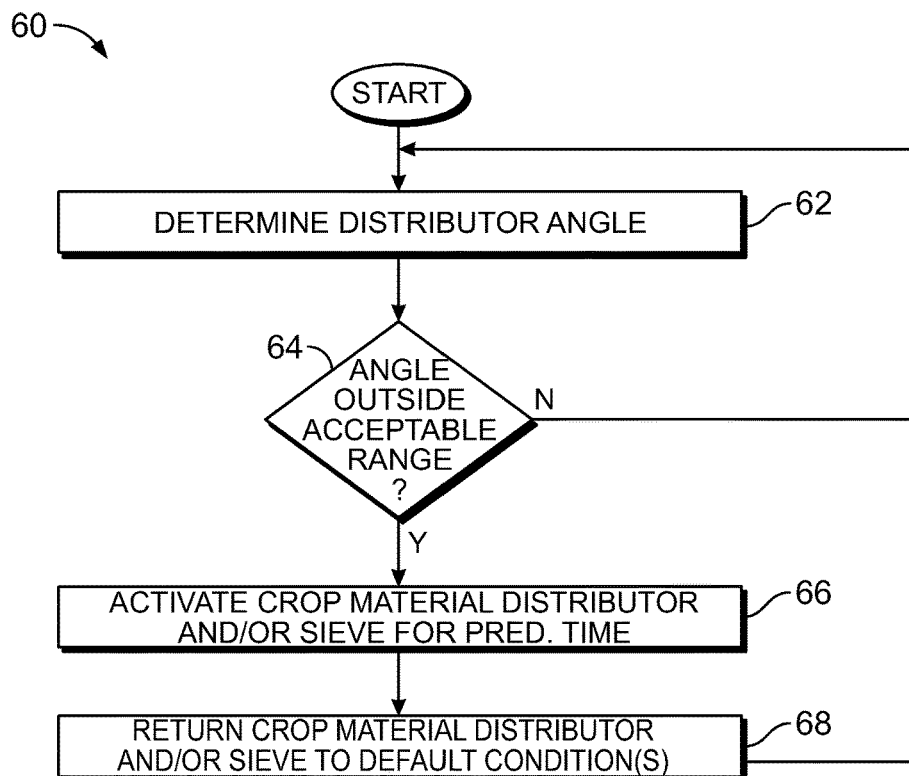 60
START
DETERMINE DISTRIBUTOR ANGLE
62
64
ANGLE
OUTSIDE
ACCEPTABLE
RANGE
?
N
Y
ACTIVATE CROP MATERIAL DISTRIBUTOR
AND/OR SIEVE FOR PRED. TIME
66
RETURN CROP MATERIAL DISTRIBUTOR
AND/OR SIEVE TO DEFAULT CONDITION(S)
68